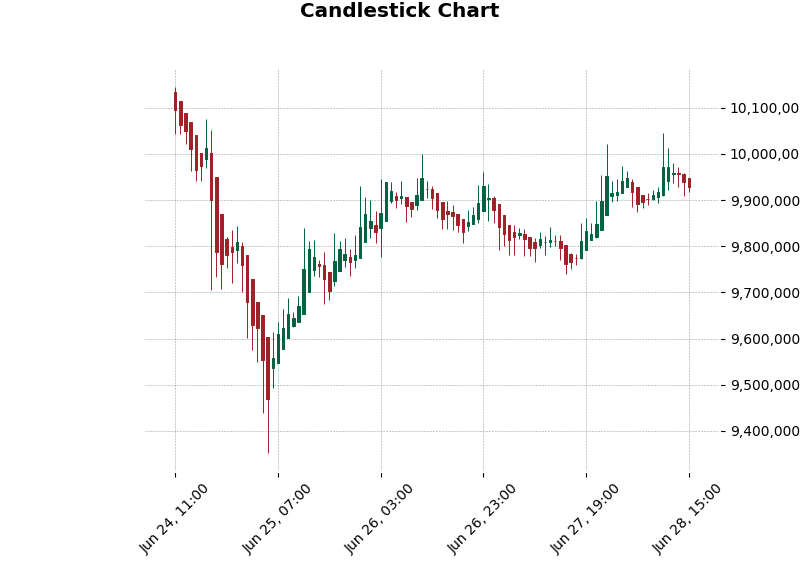 Candlestick Chart
10,100,00
10,000,00
9,900,000
9,800,000
9,700,000
9,600,000
9,500,000
9,400,000
Jun 24, 11:00
Jun 25, 07:00
Jun 26, 03:00
Jun 26, 23:00
Jun 27, 19:00
Jun 28, 15:00